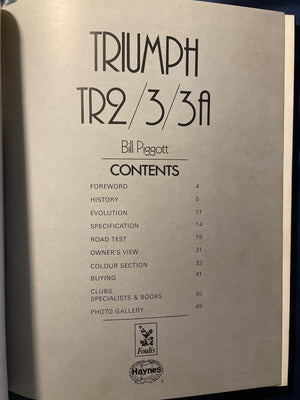 TRIUMPH
TR2/3/3A
Bill Piggott
CONTENTS
FOREWORD 4
HISTORY 5
EVOLUTION 11
SPECIFICATION 14
ROAD TEST 19
OWNER'S VIEW 31
COLOUR SECTION 33
BUYING 41
CLUBS,
SPECIALISTS & BOOKS 45
PHOTO GALLERY 49
Foulis
Haynes